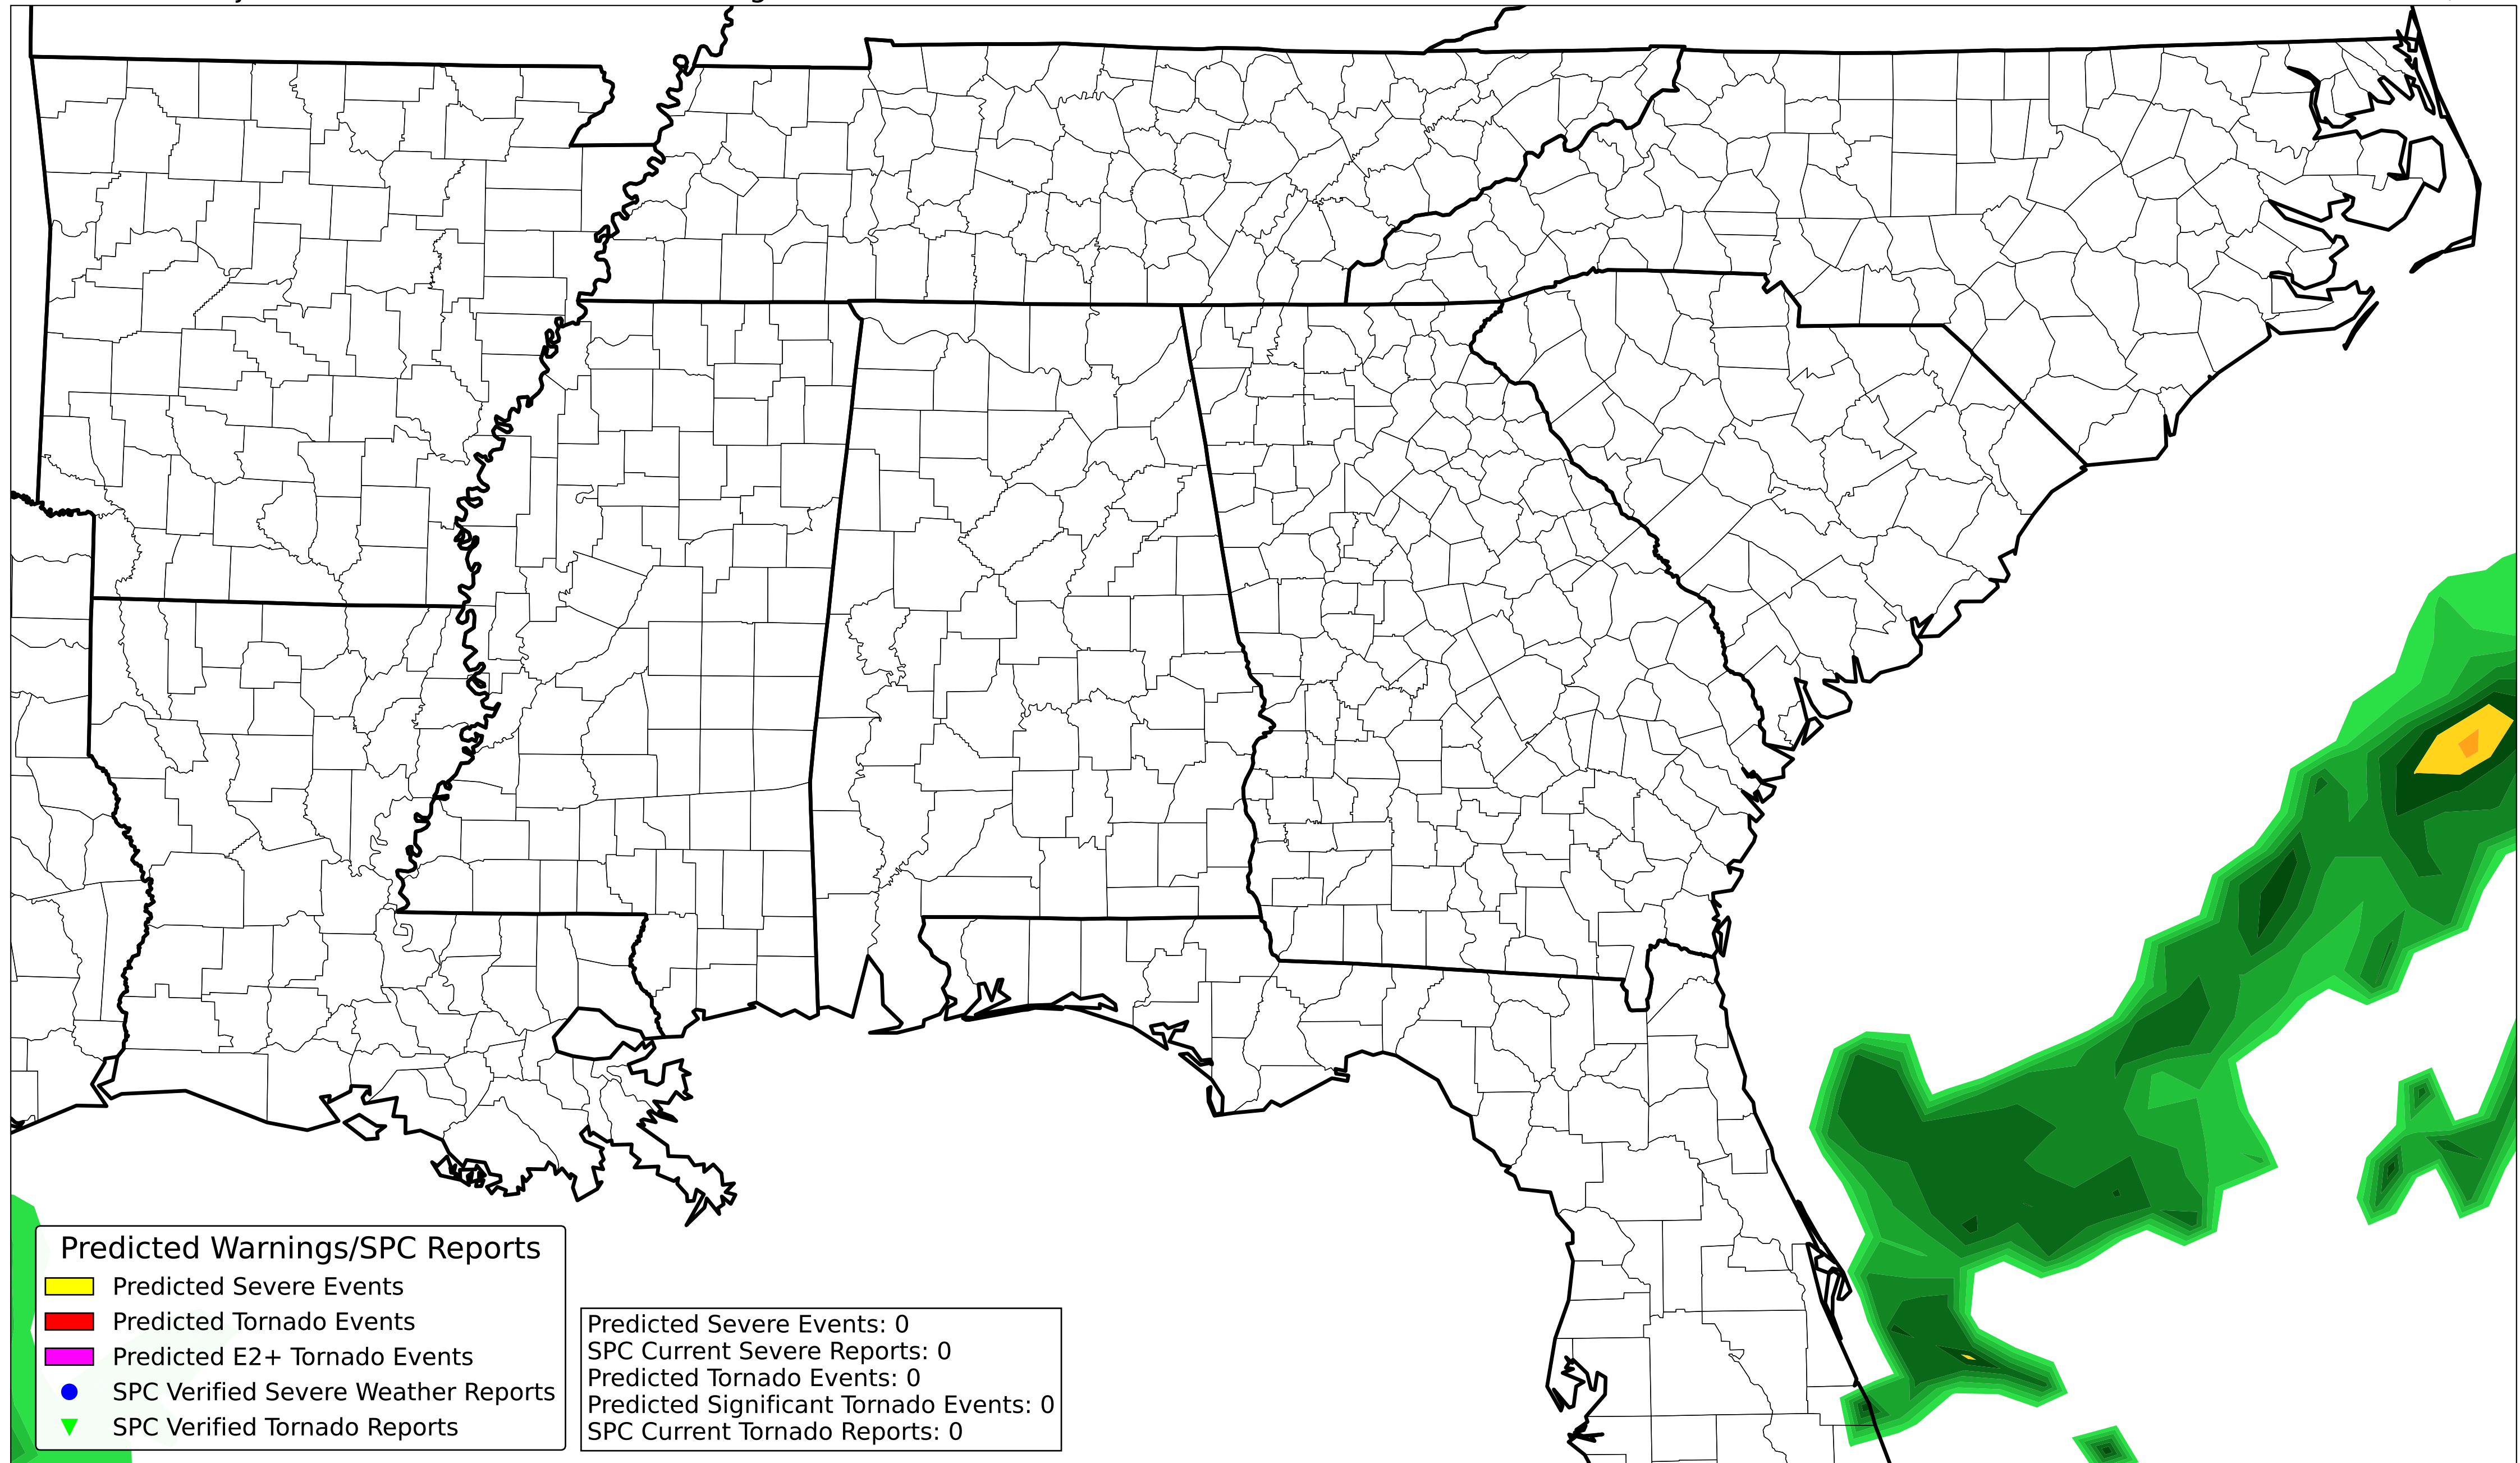 Predicted Warnings/SPC Reports
Predicted Severe Events
Predicted Tornado Events
Predicted E2+ Tornado Events
SPC Verified Severe Weather Reports
SPC Verified Tornado Reports
Predicted Severe Events: 0
SPC Current Severe Reports: 0
Predicted Tornado Events: 0
Predicted Significant Tornado Events: 0
SPC Current Tornado Reports: 0